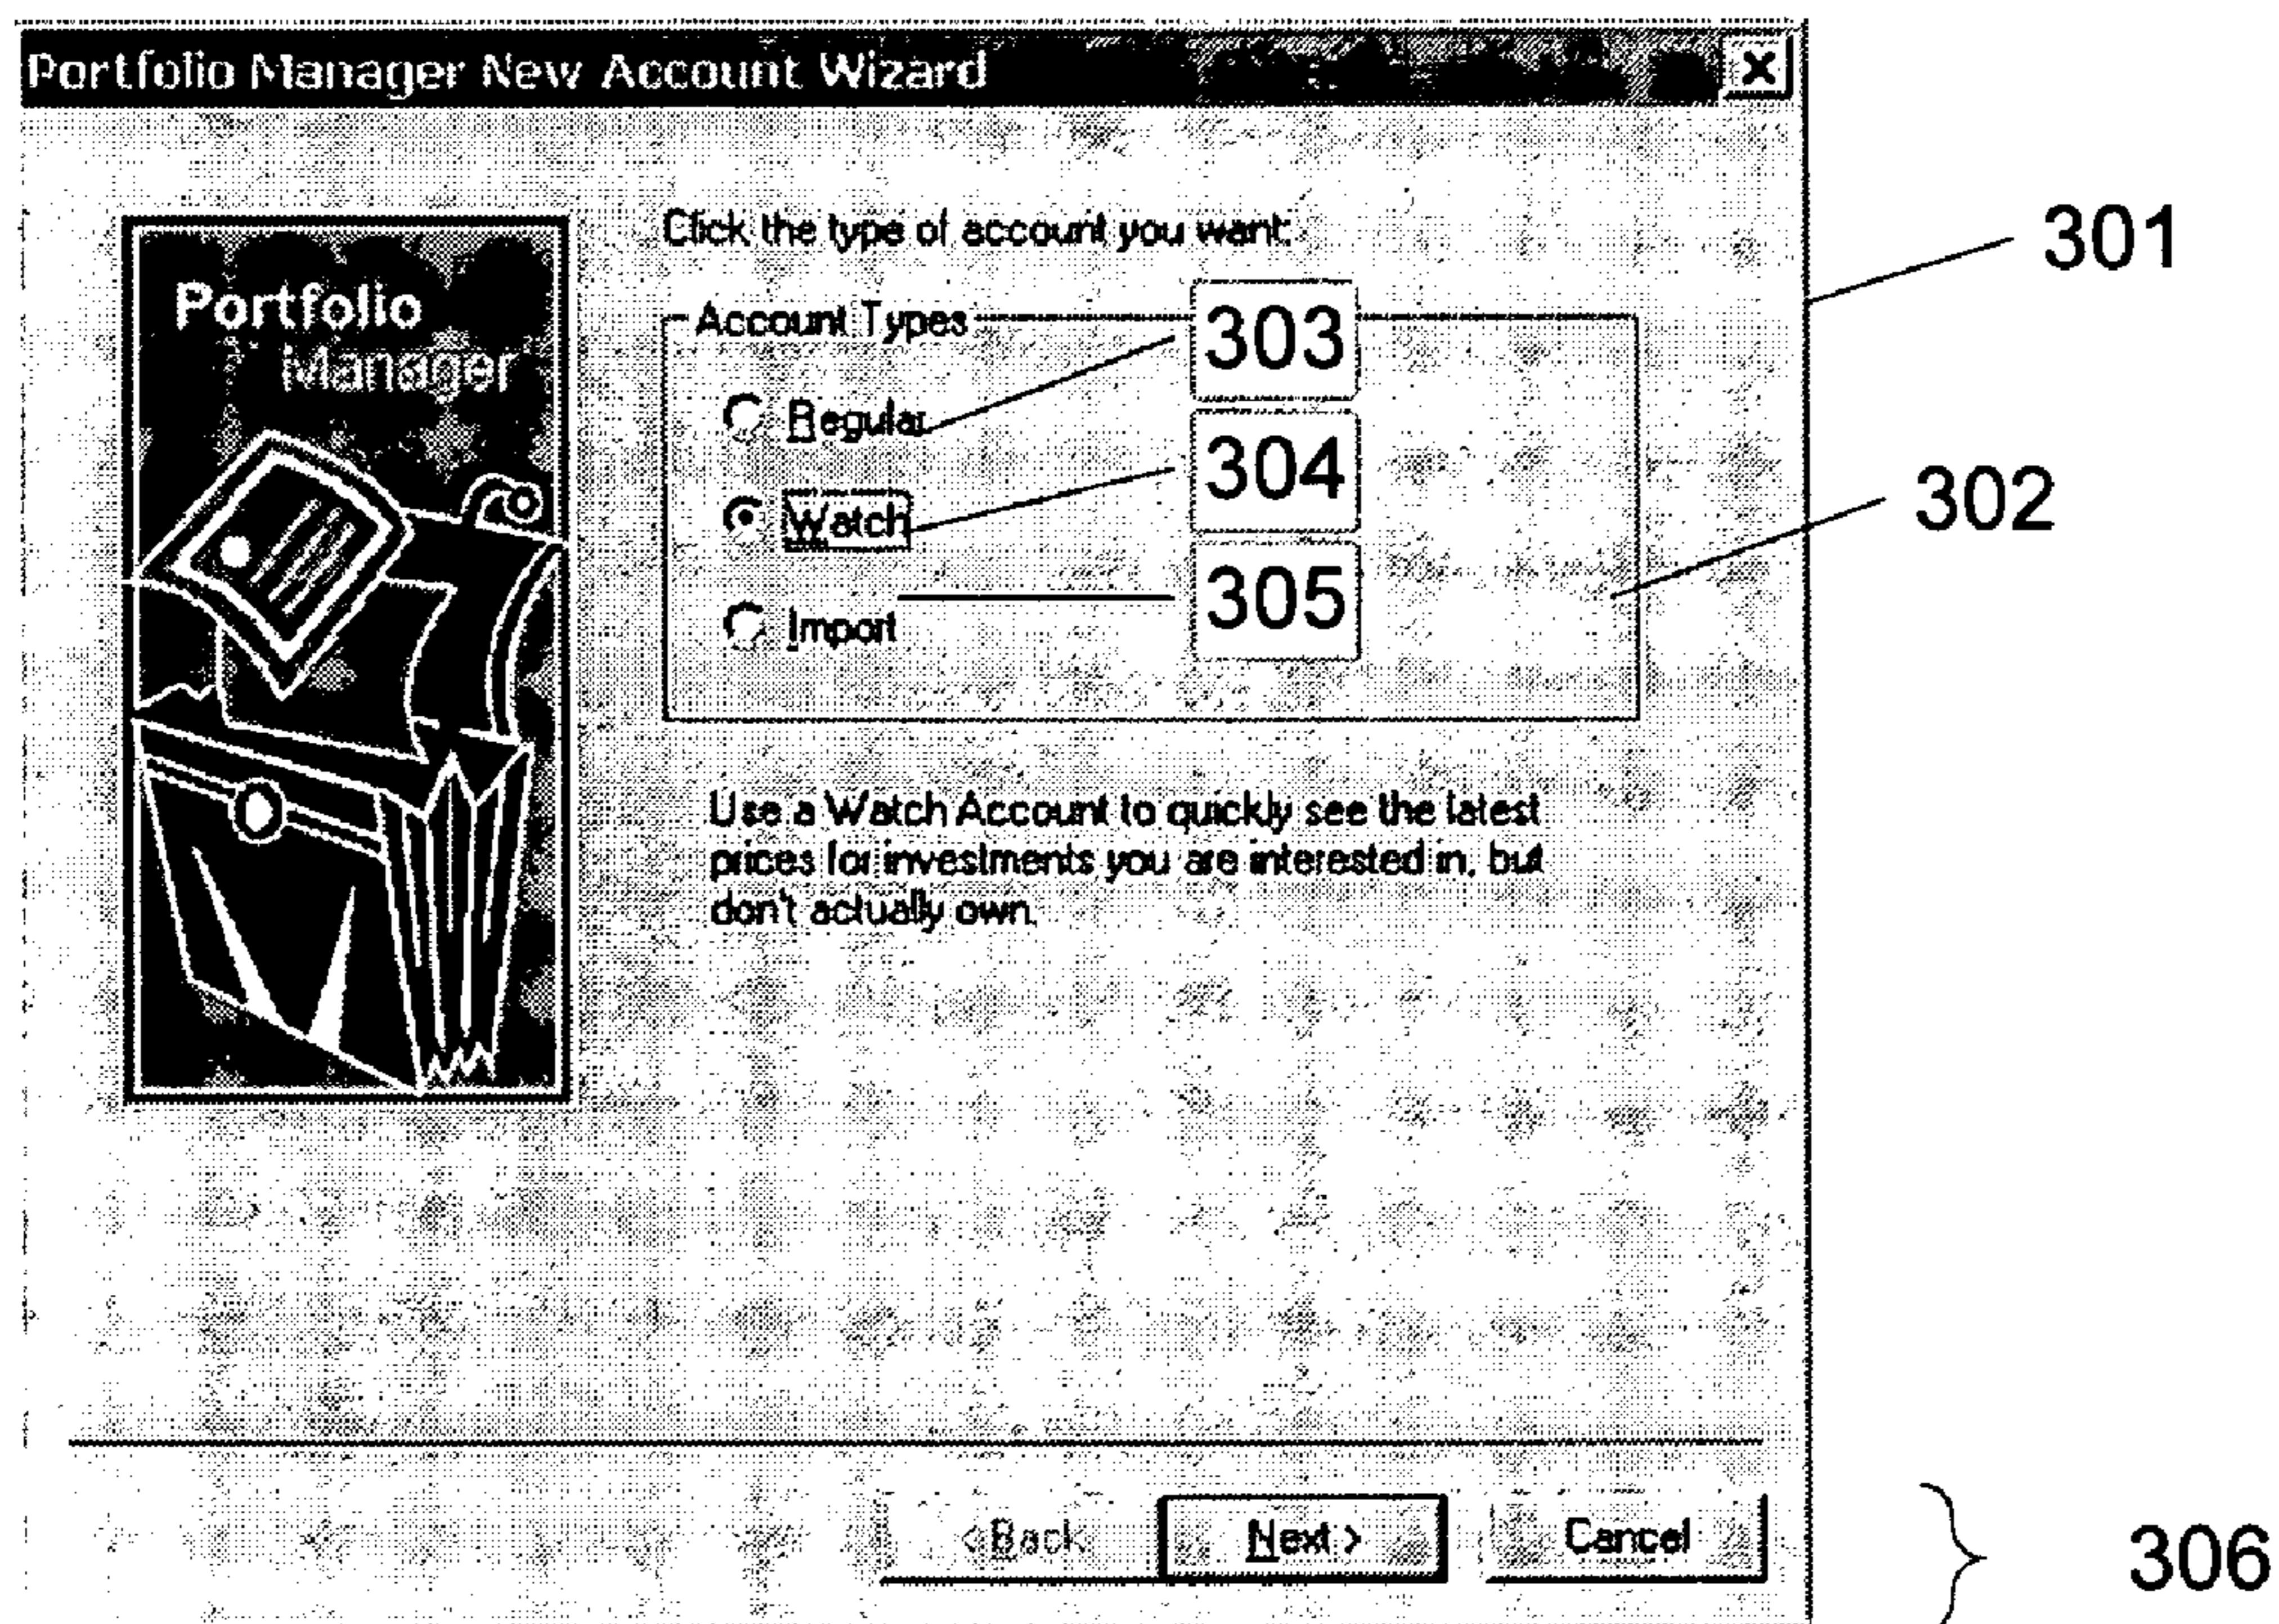 Portfolio Manager New Account Wizard
Portfolio
Manager
Click the type of account you want:
301
Account Types
303
Regular
304
Watch
302
305
Import
Use a Watch Account to quickly see the latest
prices for investments you are interested in, but
don't actually own.
< Back
Next >
Cancel
306